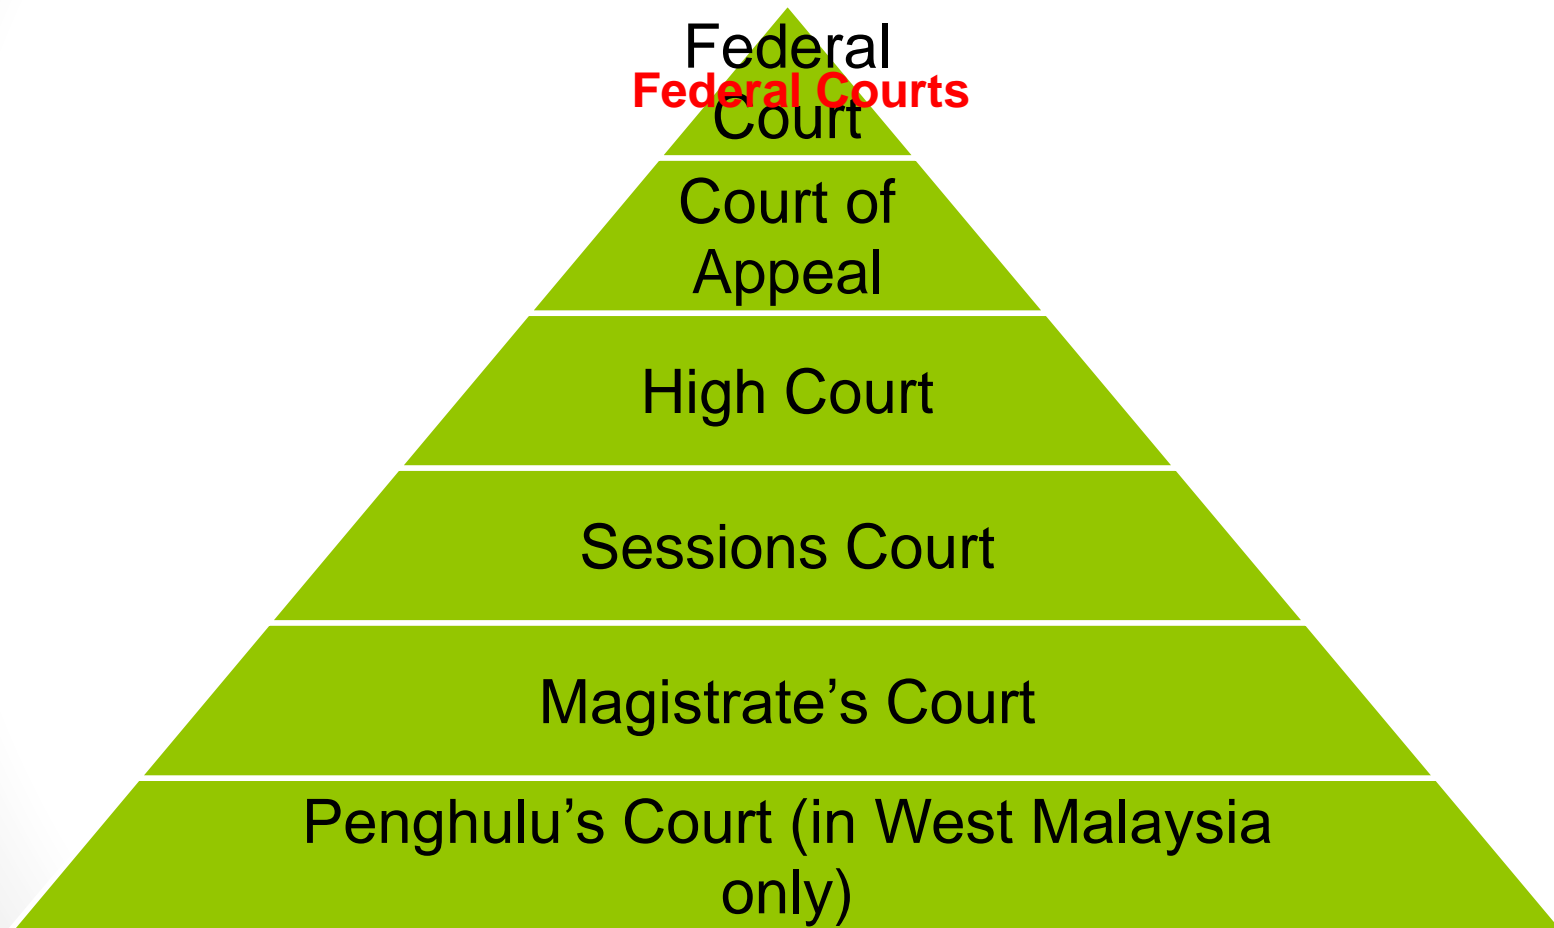 Federal
Federal Courts
Court
Court of
Appeal
High Court
Sessions Court
Magistrate’s Court
Penghulu’s Court (in West Malaysia
only)